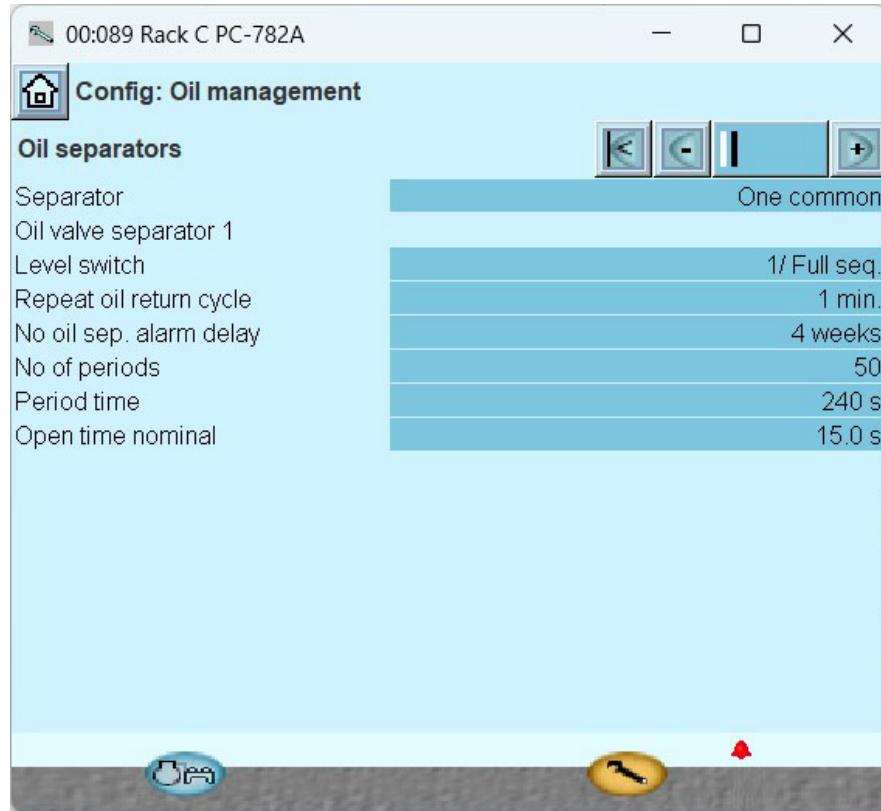 00:089 Rack C PC-782A
Config: Oil management
Oil separators
Separator One common
Oil valve separator 1
Level switch 1/ Full seq.
Repeat oil return cycle 1 min.
No oil sep. alarm delay 4 weeks
No of periods 50
Period time 240 s
Open time nominal 15.0 s